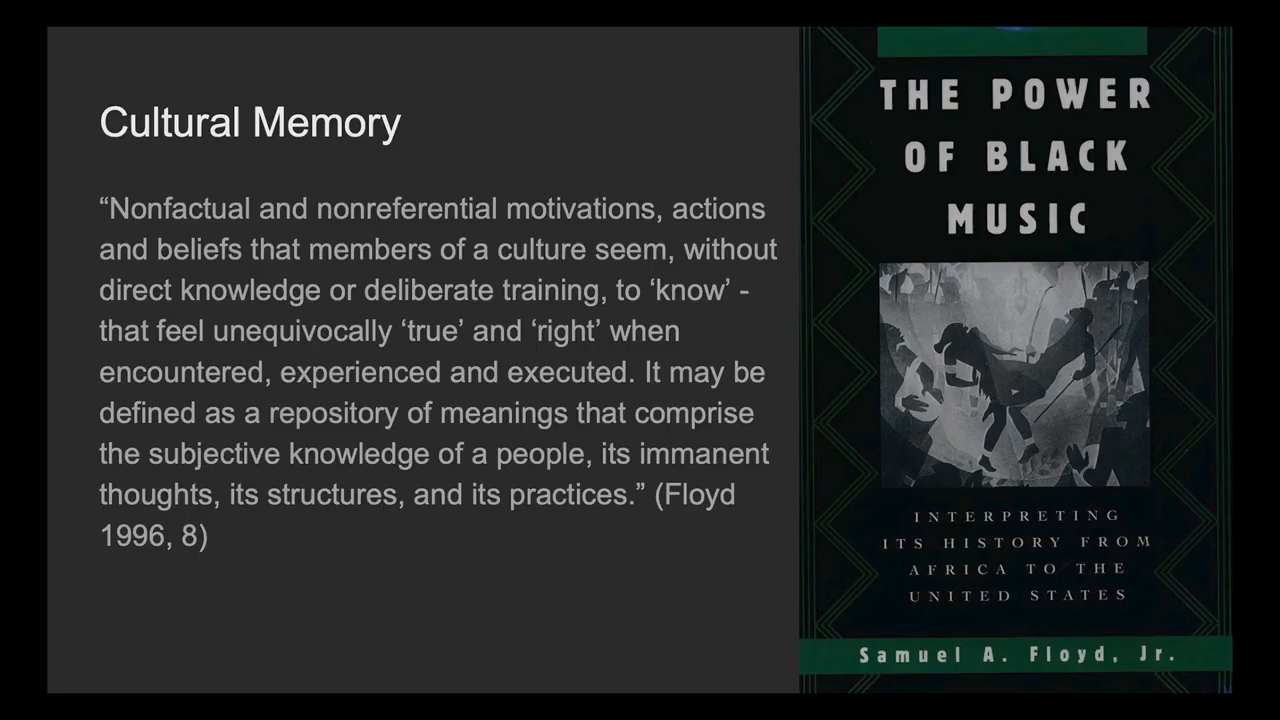 Cultural Memory
“Nonfactual and nonreferential motivations, actions
and beliefs that members of a culture seem, without
direct knowledge or deliberate training, to ‘know’ -
that feel unequivocally ‘true’ and ‘right’ when
encountered, experienced and executed. It may be
defined as a repository of meanings that comprise
the subjective knowledge of a people, its immanent
thoughts, its structures, and its practices.” (Floyd
1996, 8)
THE POWER
OF BLACK
MUSIC
INTERPRETING
ITS HISTORY FROM
AFRICA TO THE
UNITED STATES
Samuel A. Floyd, Jr.